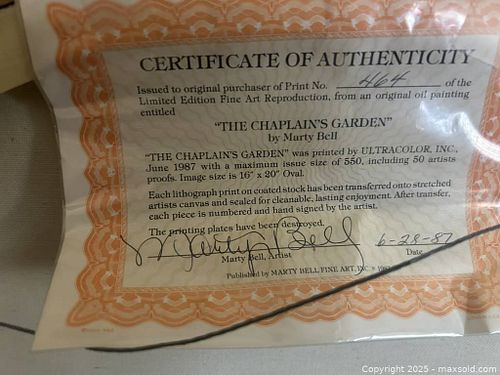 CERTIFICATE OF AUTHENTICITY
Issued to original purchaser of Print No. 464 of the
Limited Edition Fine Art Reproduction, from an original oil painting
entitled
"THE CHAPLAIN'S GARDEN"
by Marty Bell
"THE CHAPLAIN'S GARDEN" was printed by ULTRACOLOR, INC.,
June 1987 with a maximum issue size of 550, including 50 artists
proofs. Image size is 16" x 20" Oval.
Each lithograph print on coated stock has been transferred onto stretched
artists canvas and sealed for cleanable, lasting enjoyment. After transfer,
each piece is numbered and hand signed by the artist.
The printing plates have been destroyed.
Marty Bell 6-28-87
Marty Bell, Artist Date
Published by MARTY BELL FINE ART, INC. ©
Copyright © 2025 - www.maxsold.com